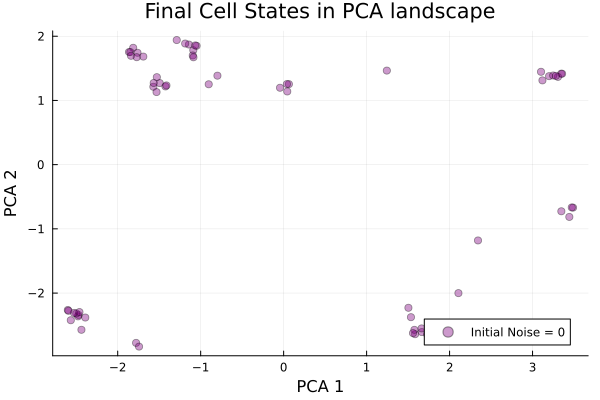 Final Cell States in PCA landscape
PCA 2
2
1
0
−1
−2
Initial Noise = 0
−2
−1
0
1
2
3
PCA 1